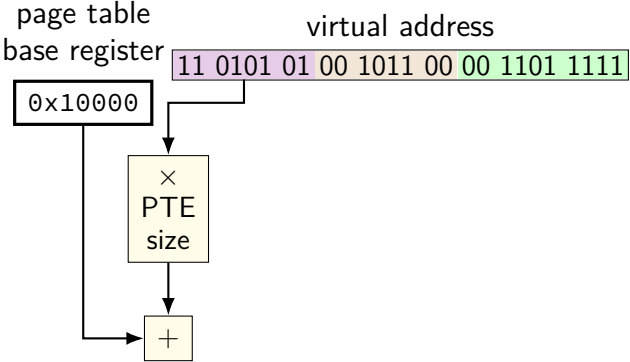 page table
base register
virtual address
11 0101 01 00 1011 00 00 1101 1111
0x10000
×
PTE
size
+